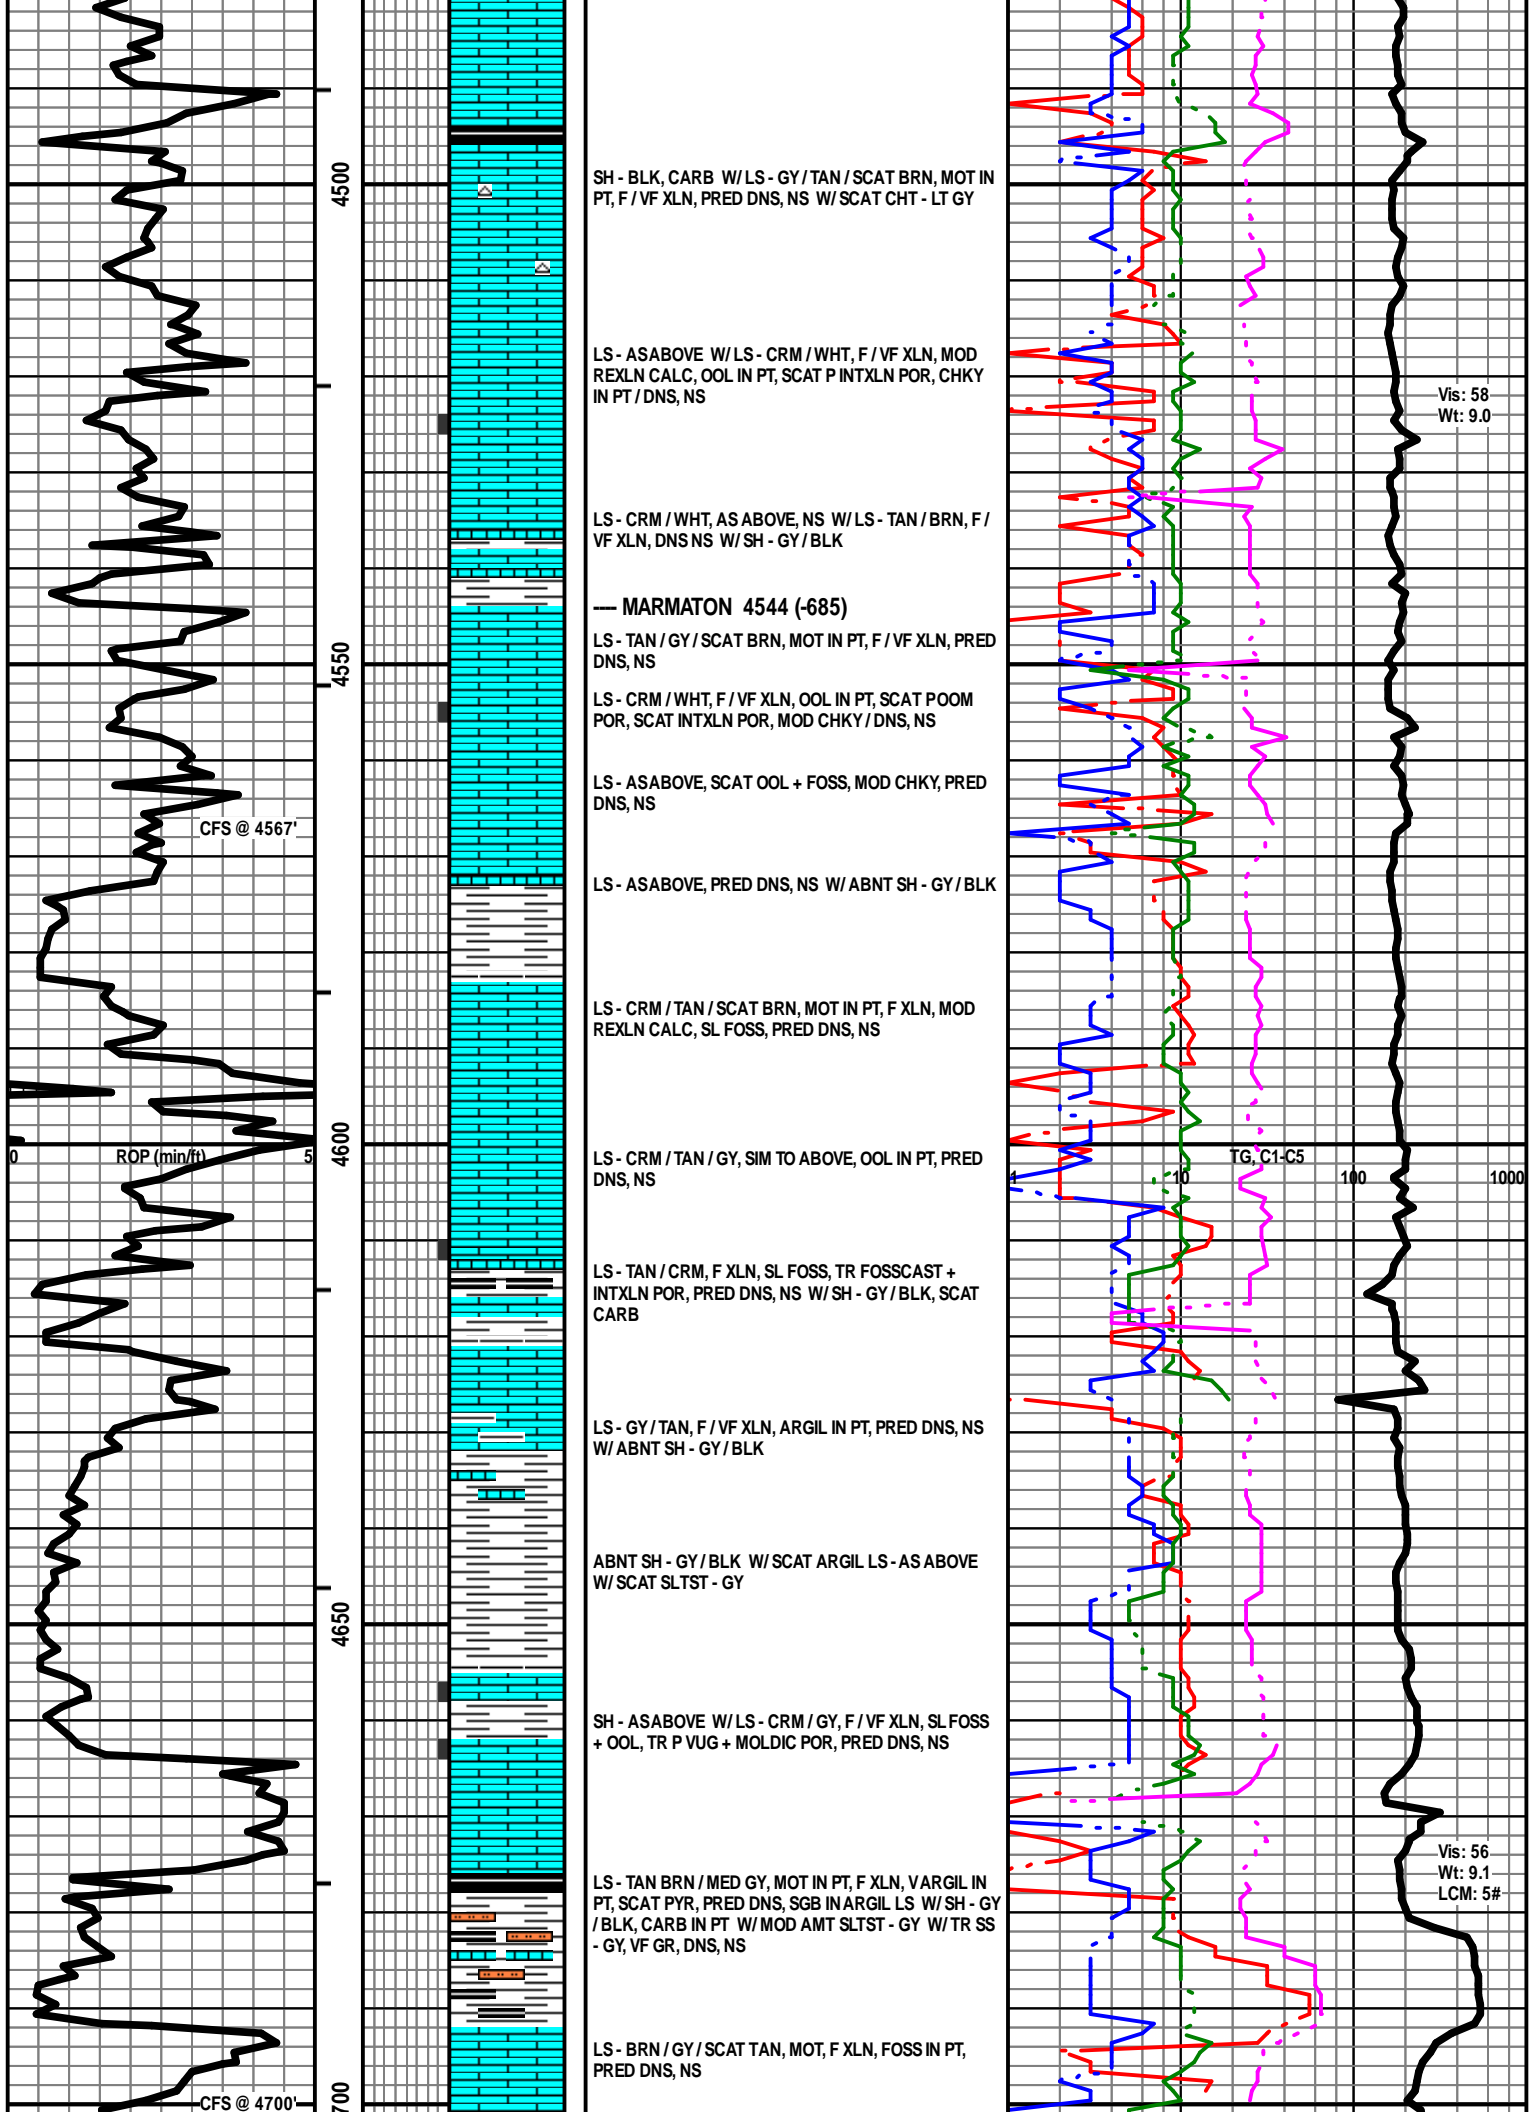 4500
SH - BLK, CARB W/ LS - GY / TAN / SCAT BRN, MOT IN
PT, F / VF XLN, PRED DNS, NS W/ SCAT CHT - LT GY
LS - AS ABOVE W/ LS - CRM / WHT, F / VF XLN, MOD
REXLN CALC, OOL IN PT, SCAT P INTXLN POR, CHKY
IN PT / DNS, NS
Vis: 58
Wt: 9.0
LS - CRM / WHT, AS ABOVE, NS W/ LS - TAN / BRN, F /
VF XLN, DNS NS W/ SH - GY / BLK
---- MARMATON 4544 (-685)
LS - TAN / GY / SCAT BRN, MOT IN PT, F / VF XLN, PRED
DNS, NS
4550
LS - CRM / WHT, F / VF XLN, OOL IN PT, SCAT POOM
POR, SCAT INTXLN POR, MOD CHKY / DNS, NS
LS - AS ABOVE, SCAT OOL + FOSS, MOD CHKY, PRED
DNS, NS
CFS @ 4567'
LS - AS ABOVE, PRED DNS, NS W/ ABNT SH - GY / BLK
LS - CRM / TAN / SCAT BRN, MOT IN PT, F XLN, MOD
REXLN CALC, SL FOSS, PRED DNS, NS
4600
0 ROP (min/ft) 5
TG, C1-C5
1 10 100 1000
LS - CRM / TAN / GY, SIM TO ABOVE, OOL IN PT, PRED
DNS, NS
LS - TAN / CRM, F XLN, SL FOSS, TR FOSSCAST +
INTXLN POR, PRED DNS, NS W/ SH - GY / BLK, SCAT
CARB
LS - GY / TAN, F / VF XLN, ARGIL IN PT, PRED DNS, NS
W/ ABNT SH - GY / BLK
ABNT SH - GY / BLK W/ SCAT ARGIL LS - AS ABOVE
W/ SCAT SLTST - GY
4650
SH - AS ABOVE W/ LS - CRM / GY, F / VF XLN, SL FOSS
+ OOL, TR P VUG + MOLDIC POR, PRED DNS, NS
Vis: 56
Wt: 9.1
LCM: 5#
LS - TAN BRN / MED GY, MOT IN PT, F XLN, V ARGIL IN
PT, SCAT PYR, PRED DNS, SGB IN ARGIL LS W/ SH - GY
/ BLK, CARB IN PT W/ MOD AMT SLTST - GY W/ TR SS
- GY, VF GR, DNS, NS
LS - BRN / GY / SCAT TAN, MOT, F XLN, FOSS IN PT,
PRED DNS, NS
CFS @ 4700'
700